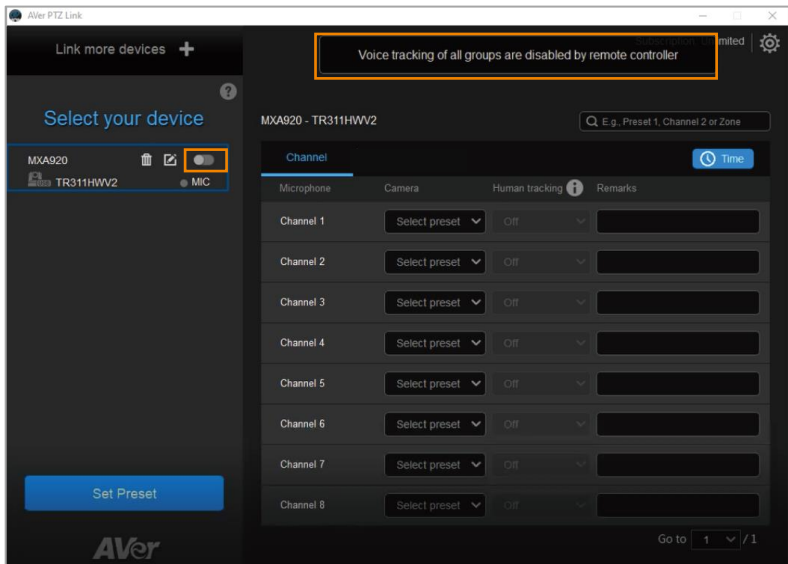 AVer PTZ Link
Link more devices +
Voice tracking of all groups are disabled by remote controller
mited
Select your device
?
MXA920
TR311HWV2
MIC
MXA920 - TR311HWV2
E.g., Preset 1, Channel 2 or Zone
Channel
Time
Microphone Camera Human tracking i Remarks
Channel 1 Select preset Off
Channel 2 Select preset Off
Channel 3 Select preset Off
Channel 4 Select preset Off
Channel 5 Select preset Off
Channel 6 Select preset Off
Channel 7 Select preset Off
Channel 8 Select preset Off
Set Preset
AVer
Go to 1 / 1